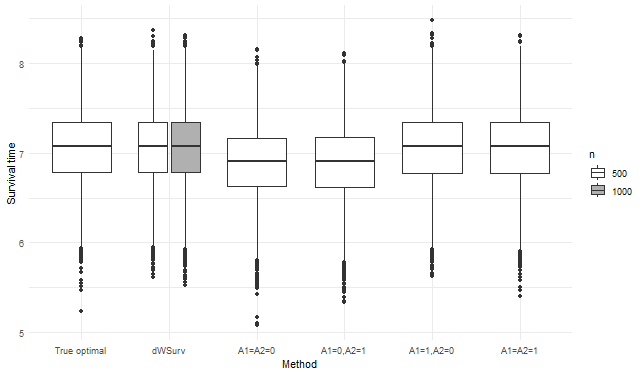 Survival time
8
7
6
5
True optimal
dWSurv
A1=A2=0
A1=0,A2=1
A1=1,A2=0
A1=A2=1
Method
n
500
1000